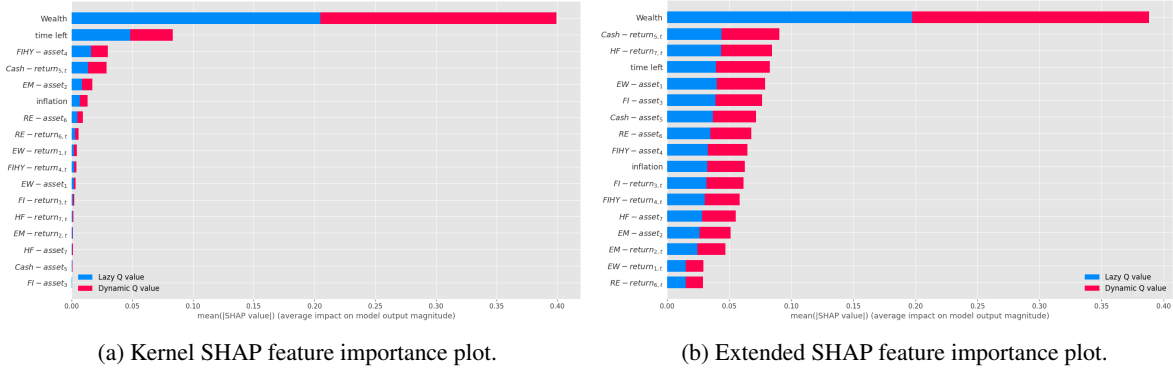 Wealth
time left
FIHY − asset₄
Cash − return₅,ₜ
EM − asset₂
inflation
RE − asset₆
RE − return₆,ₜ
EW − return₁,ₜ
FIHY − return₄,ₜ
EW − asset₁
FI − return₃,ₜ
HF − return₇,ₜ
EM − return₂,ₜ
HF − asset₇
Cash − asset₅
FI − asset₃
Lazy Q value
Dynamic Q value
0.00 0.05 0.10 0.15 0.20 0.25 0.30 0.35 0.40
mean(|SHAP value|) (average impact on model output magnitude)
(a) Kernel SHAP feature importance plot.
Wealth
Cash − return₅,ₜ
HF − return₇,ₜ
time left
EW − asset₁
FI − asset₃
Cash − asset₅
RE − asset₆
FIHY − asset₄
inflation
FI − return₃,ₜ
FIHY − return₄,ₜ
HF − asset₇
EM − asset₂
EM − return₂,ₜ
EW − return₁,ₜ
RE − return₆,ₜ
Lazy Q value
Dynamic Q value
0.00 0.05 0.10 0.15 0.20 0.25 0.30 0.35 0.40
mean(|SHAP value|) (average impact on model output magnitude)
(b) Extended SHAP feature importance plot.